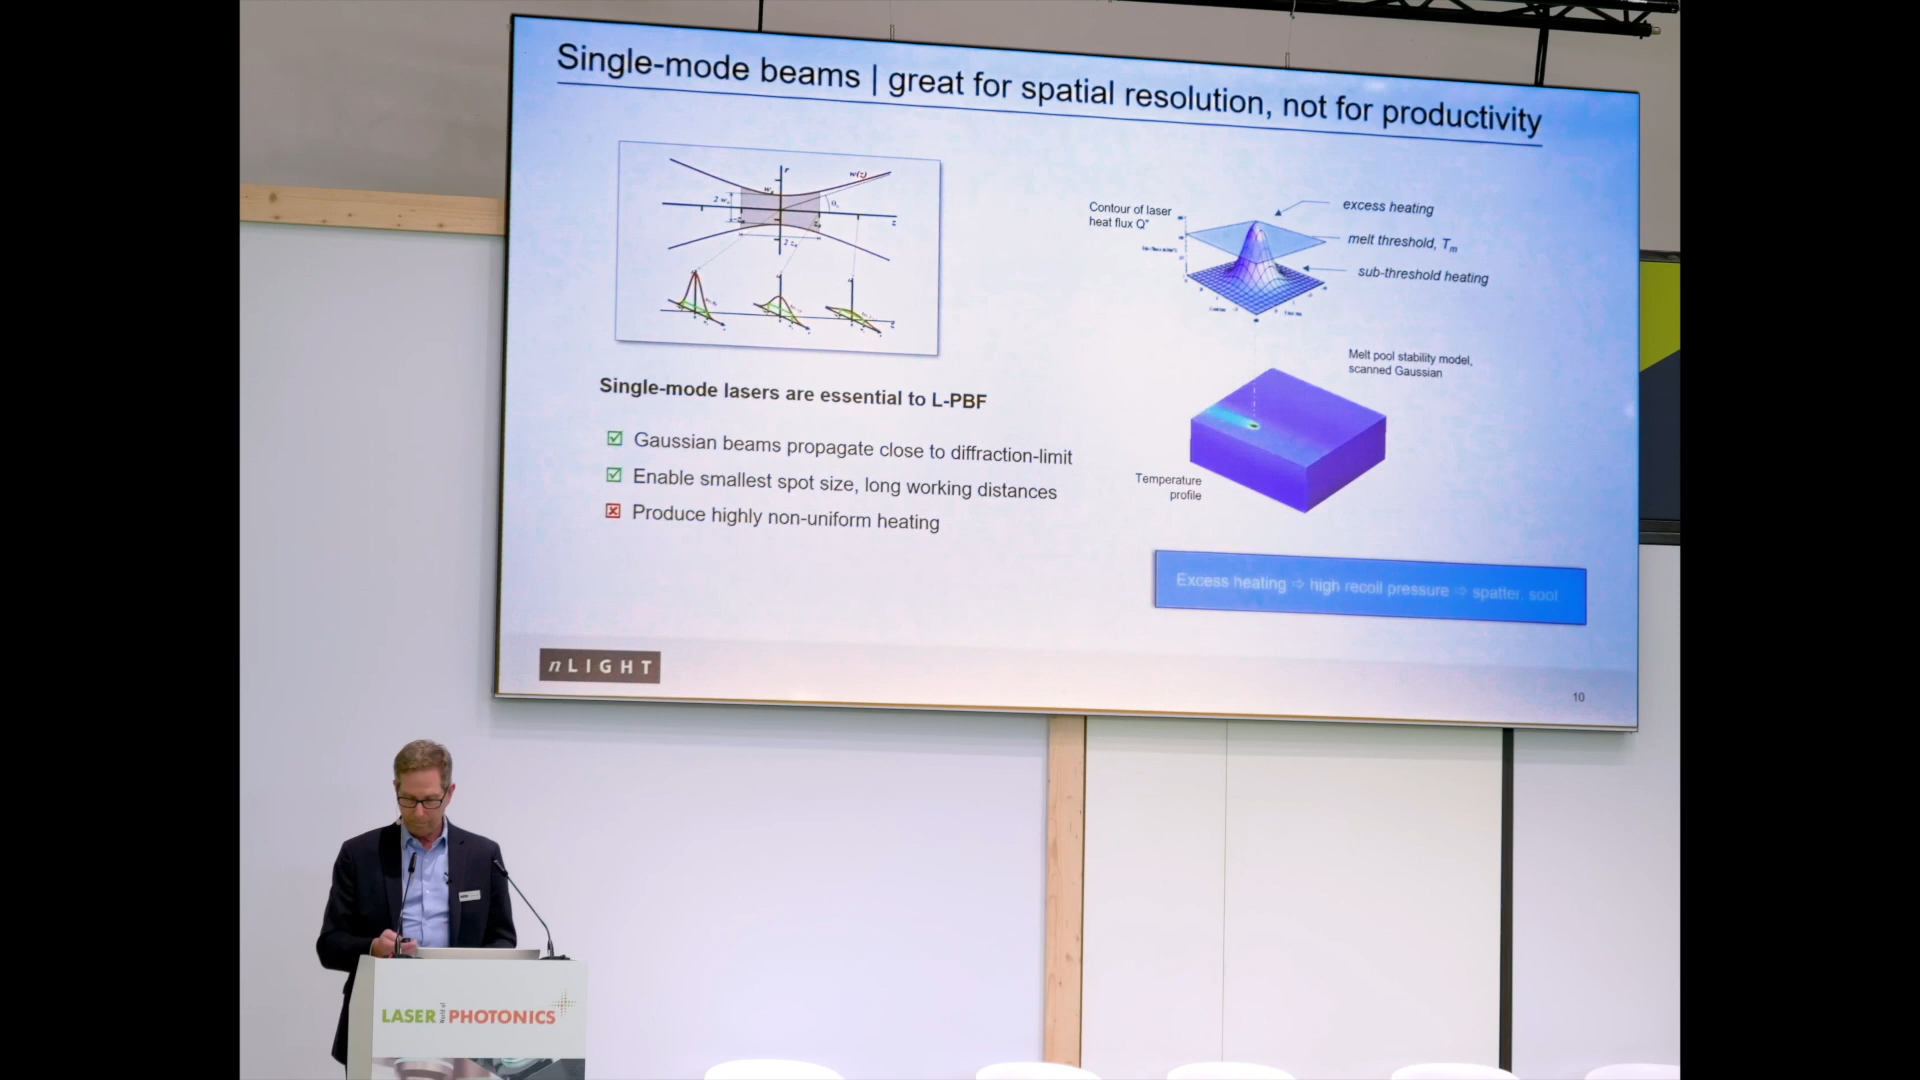 Single-mode beams | great for spatial resolution, not for productivity
r
w(z)
z
Contour of laser
heat flux Q"
excess heating
melt threshold, Tm
sub-threshold heating
Single-mode lasers are essential to L-PBF
Gaussian beams propagate close to diffraction-limit
Enable smallest spot size, long working distances
Produce highly non-uniform heating
Melt pool stability model,
scanned Gaussian
Temperature
profile
Excess heating ⇨ high recoil pressure ⇨ spatter, soot
nLIGHT
10
LASER World of PHOTONICS